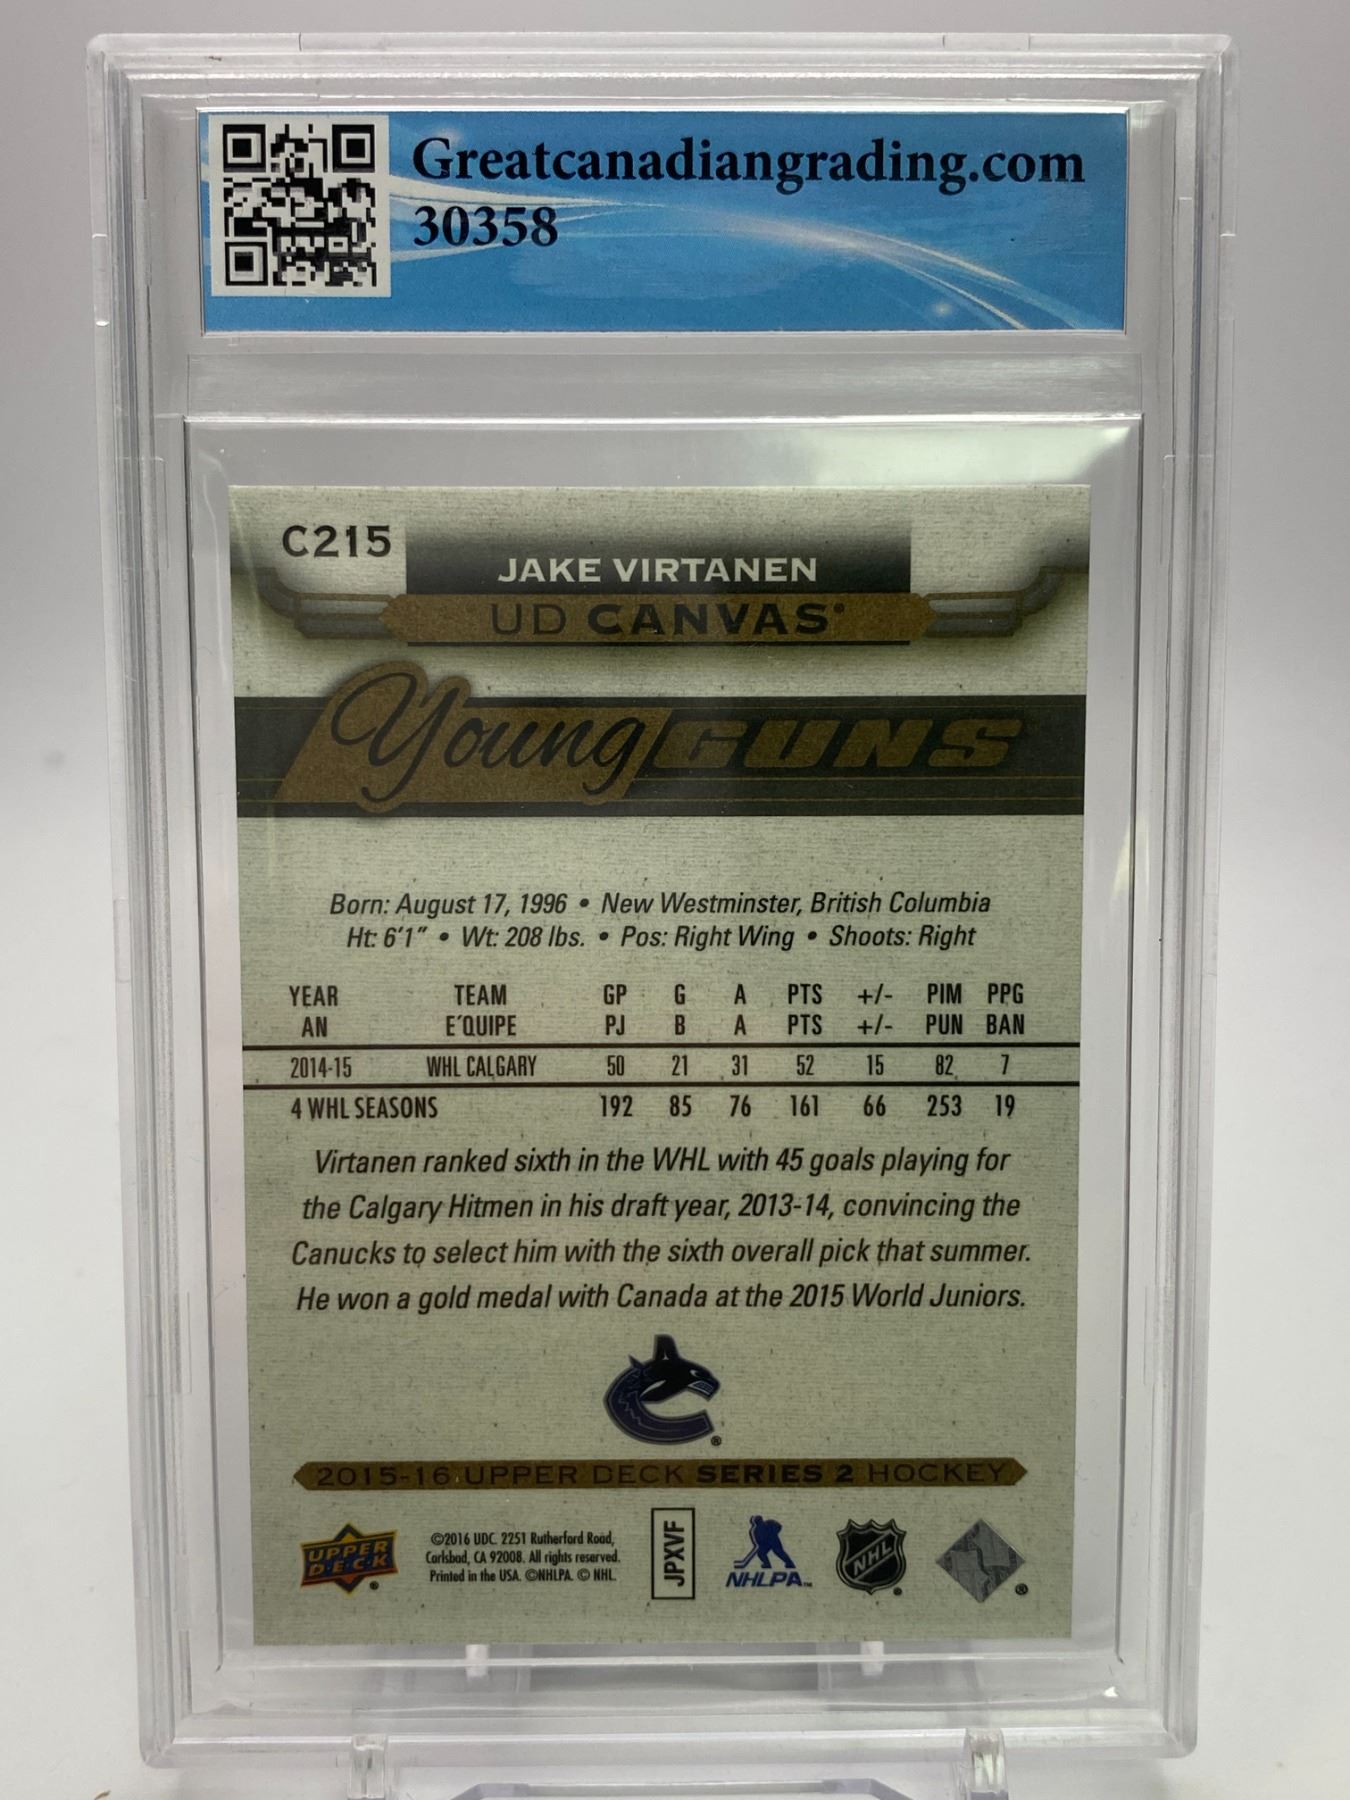 Greatcanadiangrading.com
30358
C215
JAKE VIRTANEN
UD CANVAS
Young GUNS
Born: August 17, 1996 • New Westminster, British Columbia
Ht: 6'1" • Wt: 208 lbs. • Pos: Right Wing • Shoots: Right
YEAR TEAM GP G A PTS +/- PIM PPG
AN E'QUIPE PJ B A PTS +/- PUN BAN
2014-15 WHL CALGARY 50 21 31 52 15 82 7
4 WHL SEASONS 192 85 76 161 66 253 19
Virtanen ranked sixth in the WHL with 45 goals playing for
the Calgary Hitmen in his draft year, 2013-14, convincing the
Canucks to select him with the sixth overall pick that summer.
He won a gold medal with Canada at the 2015 World Juniors.
®
2015-16 UPPER DECK SERIES 2 HOCKEY
UPPER
DECK ®
©2016 UDC. 2251 Rutherford Road,
Carlsbad, CA 92008. All rights reserved.
Printed in the USA. ©NHLPA. © NHL.
JPXVF
NHLPA™
NHL ®
®